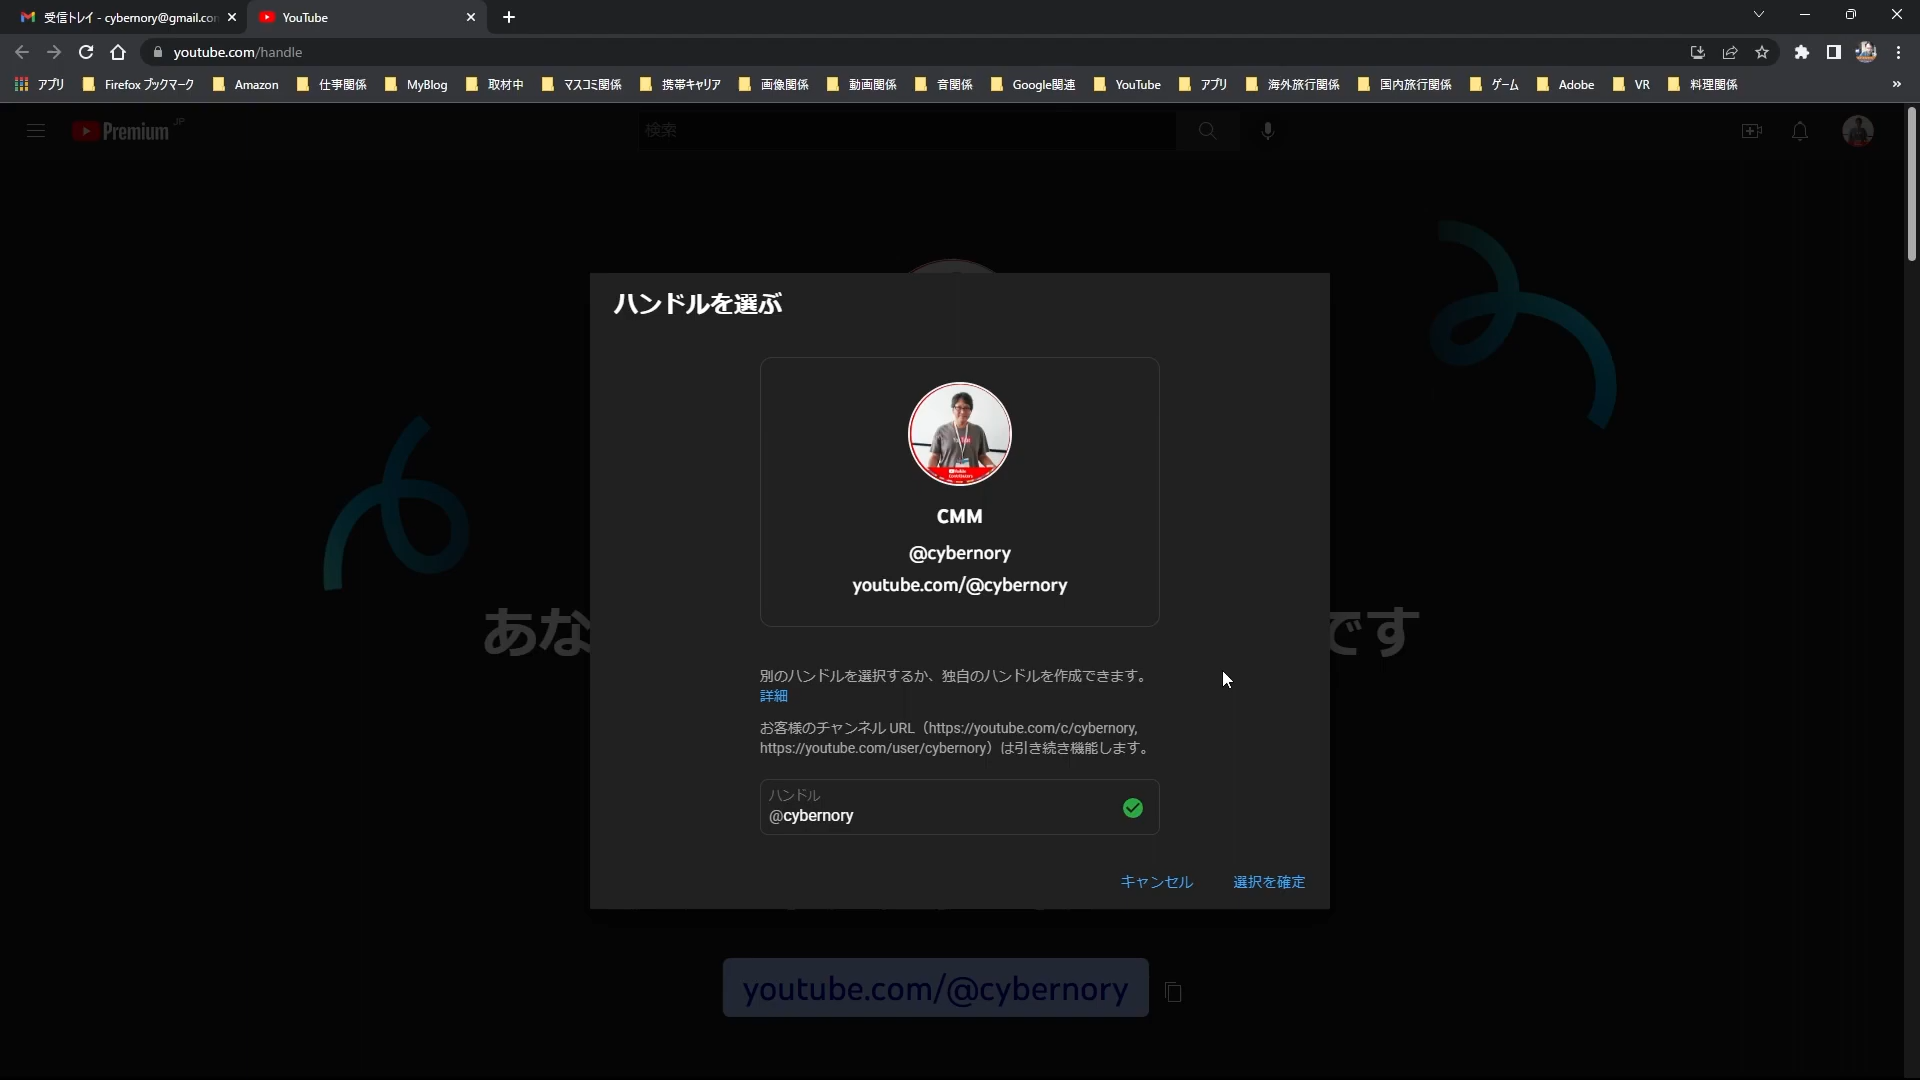 受信トレイ - cybernory@gmail.com
YouTube
youtube.com/handle
アプリ Firefox ブックマーク Amazon 仕事関係 MyBlog 取材中 マスコミ関係 携帯キャリア 画像関係 動画関係 音関係 Google関連 YouTube アプリ 海外旅行関係 国内旅行関係 ゲーム Adobe VR 料理関係 »
Premium JP
検索
ハンドルを選ぶ
CMM
@cybernory
youtube.com/@cybernory
あな
です
別のハンドルを選択するか、独自のハンドルを作成できます。
詳細
お客様のチャンネル URL（https://youtube.com/c/cybernory,
https://youtube.com/user/cybernory）は引き続き機能します。
ハンドル
@cybernory
キャンセル 選択を確定
youtube.com/@cybernory